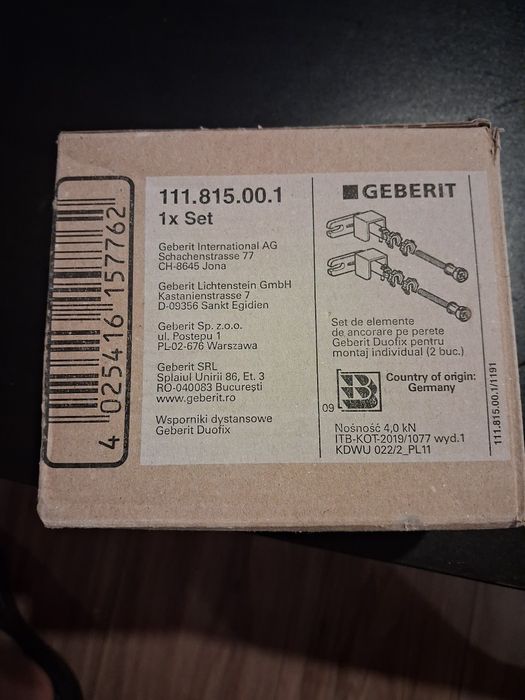 4 025416 157762
111.815.00.1
1x Set
Geberit International AG
Schachenstrasse 77
CH-8645 Jona
Geberit Lichtenstein GmbH
Kastanienstrasse 7
D-09356 Sankt Egidien
Geberit Sp. z.o.o.
ul. Postepu 1
PL-02-676 Warszawa
Geberit SRL
Splaiul Unirii 86, Et. 3
RO-040083 Bucureşti
www.geberit.ro
Wsporniki dystansowe
Geberit Duofix
GEBERIT
Set de elemente
de ancorare pe perete
Geberit Duofix pentru
montaj individual (2 buc.)
09
B
Country of origin:
Germany
Nośność 4,0 kN
ITB-KOT-2019/1077 wyd.1
KDWU 022/2_PL11
111.815.00.1/1191